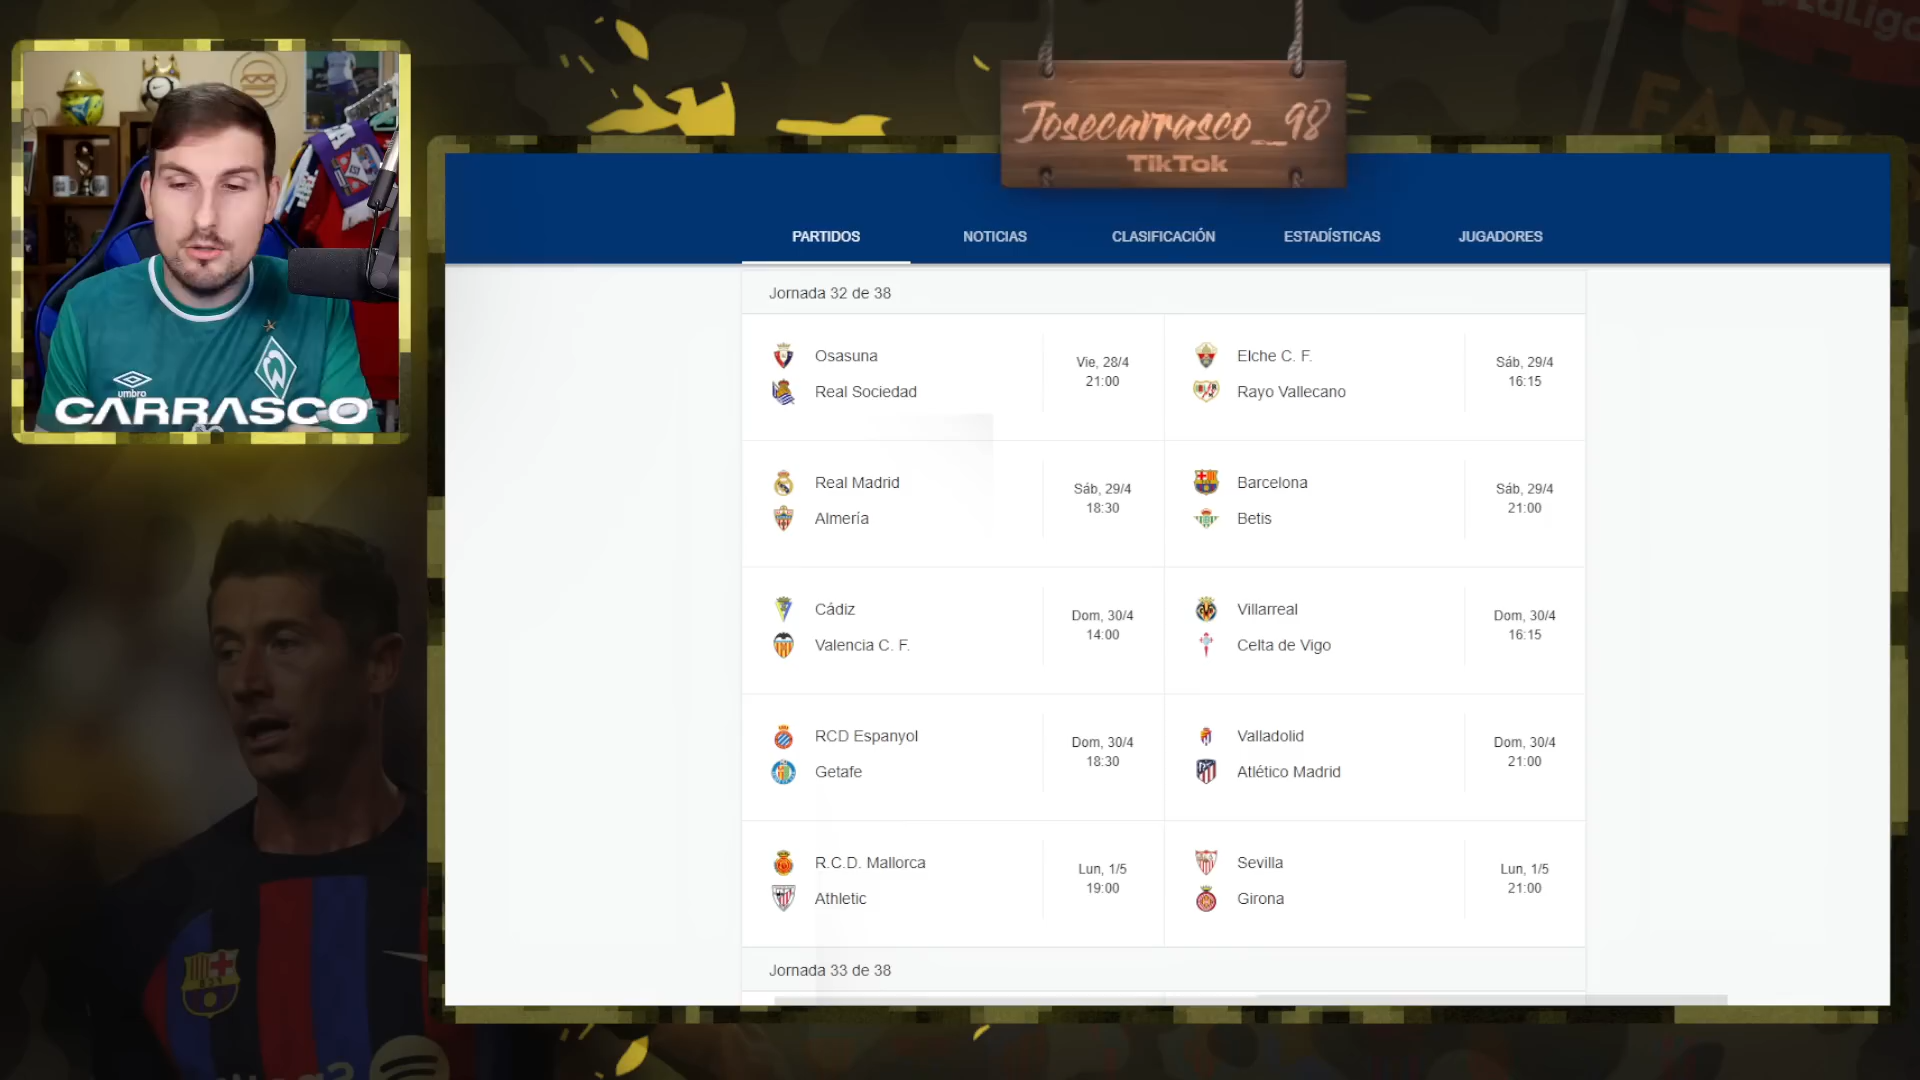 LaLiga
FANTA
Josecarrasco_98
TikTok
PARTIDOS
NOTICIAS
CLASIFICACIÓN
ESTADÍSTICAS
JUGADORES
umbro
CARRASCO
Jornada 32 de 38
Osasuna
Real Sociedad
Vie, 28/4
21:00
Elche C. F.
Rayo Vallecano
Sáb, 29/4
16:15
Real Madrid
Almería
Sáb, 29/4
18:30
Barcelona
Betis
Sáb, 29/4
21:00
Cádiz
Valencia C. F.
Dom, 30/4
14:00
Villarreal
Celta de Vigo
Dom, 30/4
16:15
RCD Espanyol
Getafe
Dom, 30/4
18:30
Valladolid
Atlético Madrid
Dom, 30/4
21:00
R.C.D. Mallorca
Athletic
Lun, 1/5
19:00
Sevilla
Girona
Lun, 1/5
21:00
Jornada 33 de 38